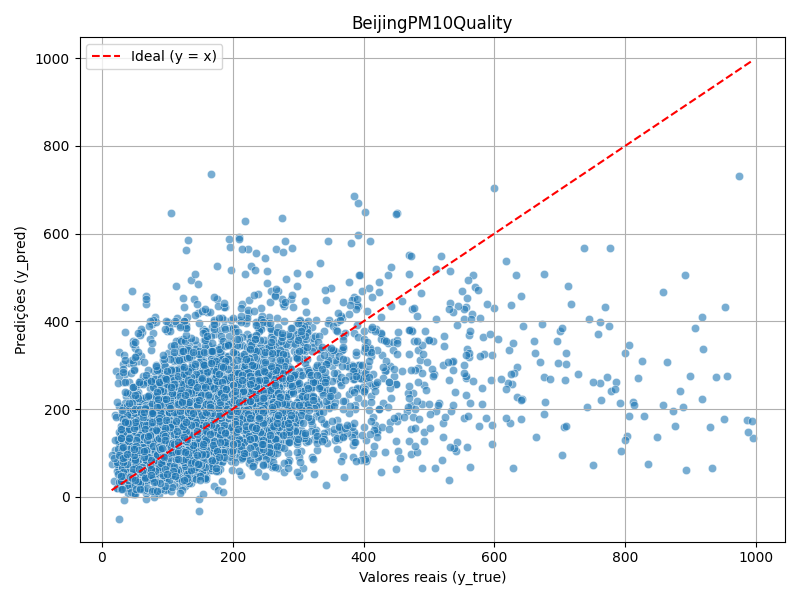 BeijingPM10Quality
Ideal (y = x)
Predições (y_pred)
1000
800
600
400
200
0
0 200 400 600 800 1000
Valores reais (y_true)